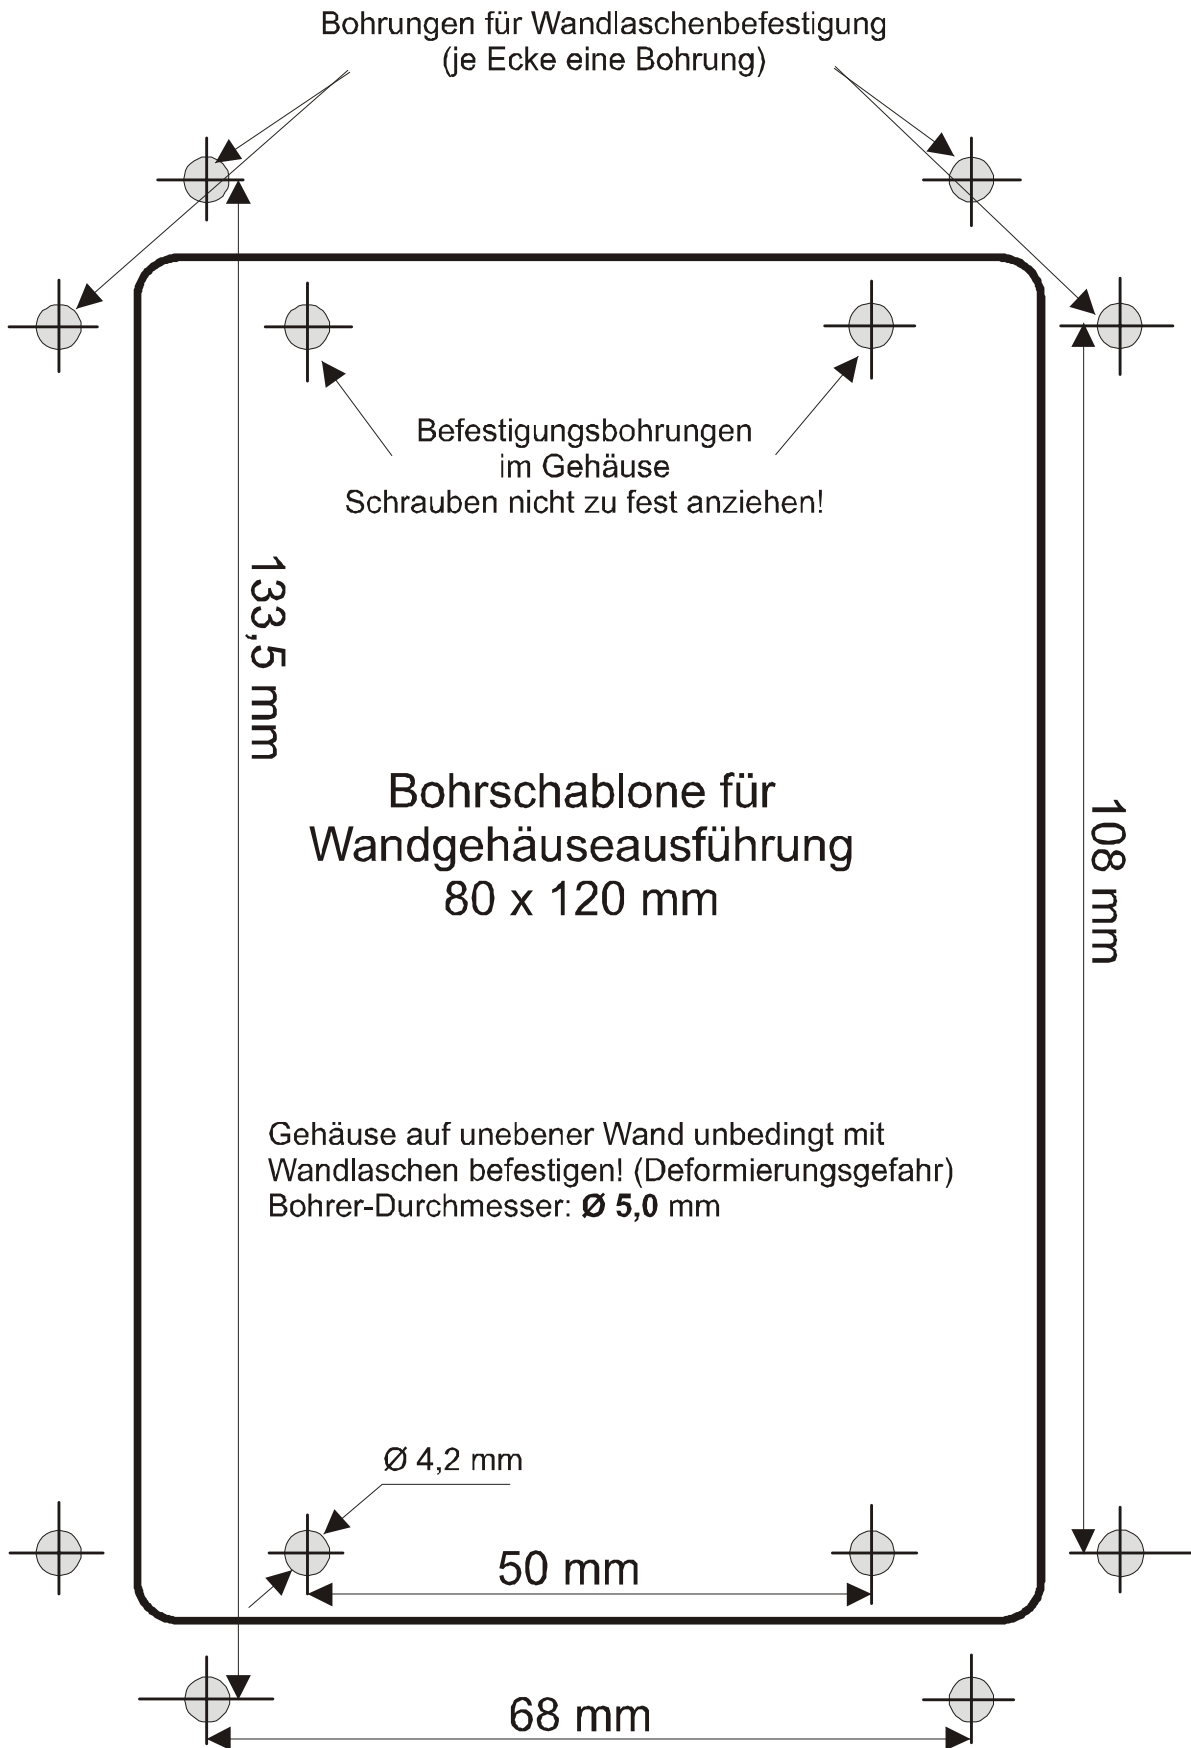 Bohrungen für Wandlaschenbefestigung
(je Ecke eine Bohrung)
Befestigungsbohrungen
im Gehäuse
Schrauben nicht zu fest anziehen!
133,5 mm
Bohrschablone für
Wandgehäuseausführung
80 x 120 mm
108 mm
Gehäuse auf unebener Wand unbedingt mit
Wandlaschen befestigen! (Deformierungsgefahr)
Bohrer-Durchmesser: Ø 5,0 mm
Ø 4,2 mm
50 mm
68 mm